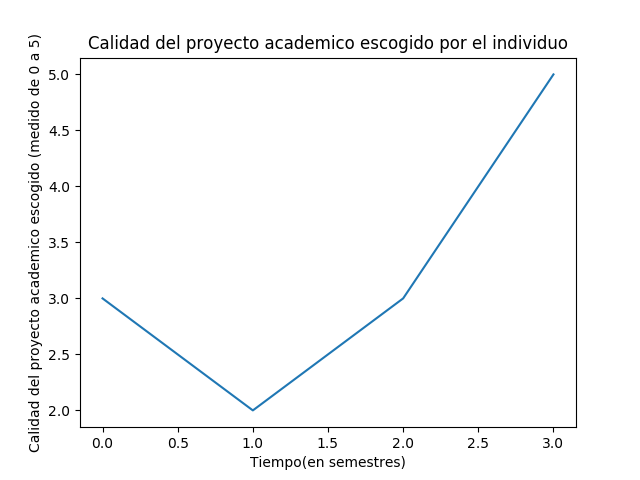 Calidad del proyecto academico escogido por el individuo
Calidad del proyecto academico escogido (medido de 0 a 5)
5.0
4.5
4.0
3.5
3.0
2.5
2.0
0.0 0.5 1.0 1.5 2.0 2.5 3.0
Tiempo(en semestres)